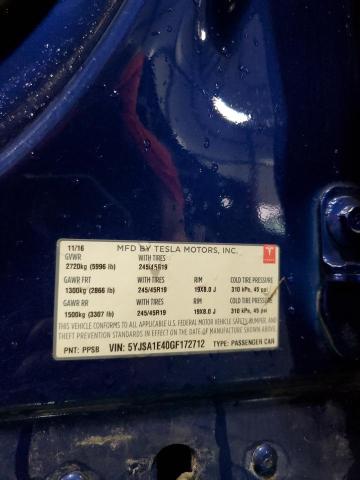 11/16 MFD BY TESLA MOTORS, INC.
GVWR WITH TIRES
2720kg (5996 lb) 245/45R19
GAWR FRT WITH TIRES RIM COLD TIRE PRESSURE
1300kg (2866 lb) 245/45R19 19X8.0 J 310 kPa, 45 psi
GAWR RR WITH TIRES RIM COLD TIRE PRESSURE
1500kg (3307 lb) 245/45R19 19X8.0 J 310 kPa, 45 psi
THIS VEHICLE CONFORMS TO ALL APPLICABLE U.S. FEDERAL MOTOR VEHICLE SAFETY, BUMPER, AND
THEFT PREVENTION STANDARDS IN EFFECT ON THE DATE OF MANUFACTURE SHOWN ABOVE.
PNT: PPSB VIN: 5YJSA1E40GF172712 TYPE: PASSENGER CAR